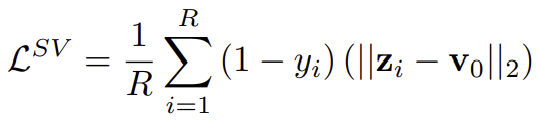 $\mathcal{L}^{SV} = \frac{1}{R} \sum_{i=1}^{R} (1 - y_i) (||\mathbf{z}_i - \mathbf{v}_0||_2)$